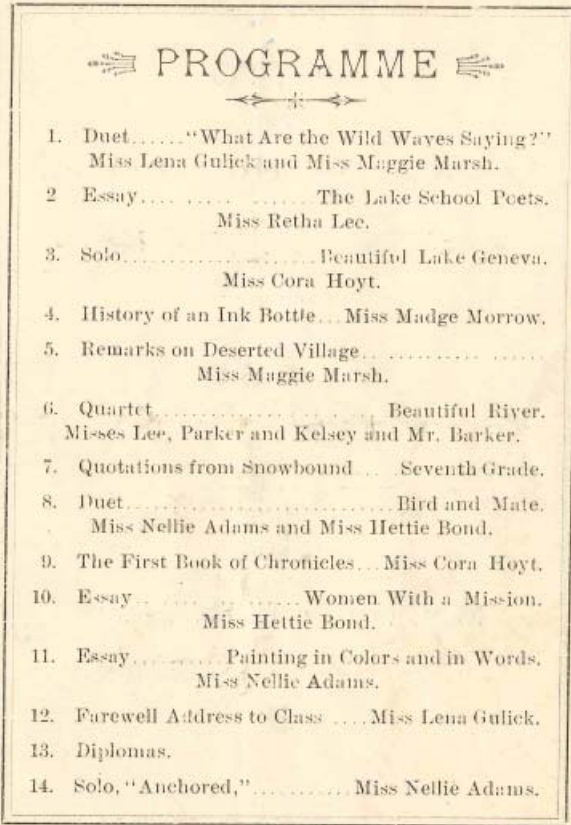 PROGRAMME
1. Duet......"What Are the Wild Waves Saying?"
Miss Lena Gulick and Miss Maggie Marsh.
2 Essay.... ..... ......The Lake School Poets.
Miss Retha Lee.
3. Solo.......................Beautiful Lake Geneva.
Miss Cora Hoyt.
4. History of an Ink Bottle...Miss Madge Morrow.
5. Remarks on Deserted Village.......................
Miss Maggie Marsh.
6. Quartet.......................Beautiful River.
Misses Lee, Parker and Kelsey and Mr. Barker.
7. Quotations from Snowbound... Seventh Grade.
8. Duet...........................Bird and Mate.
Miss Nellie Adams and Miss Hettie Bond.
9. The First Book of Chronicles...Miss Cora Hoyt.
10. Essay.....................Women With a Mission.
Miss Hettie Bond.
11. Essay.........Painting in Colors and in Words.
Miss Nellie Adams.
12. Farewell Address to Class ....Miss Lena Gulick.
13. Diplomas.
14. Solo, "Anchored,"..........Miss Nellie Adams.